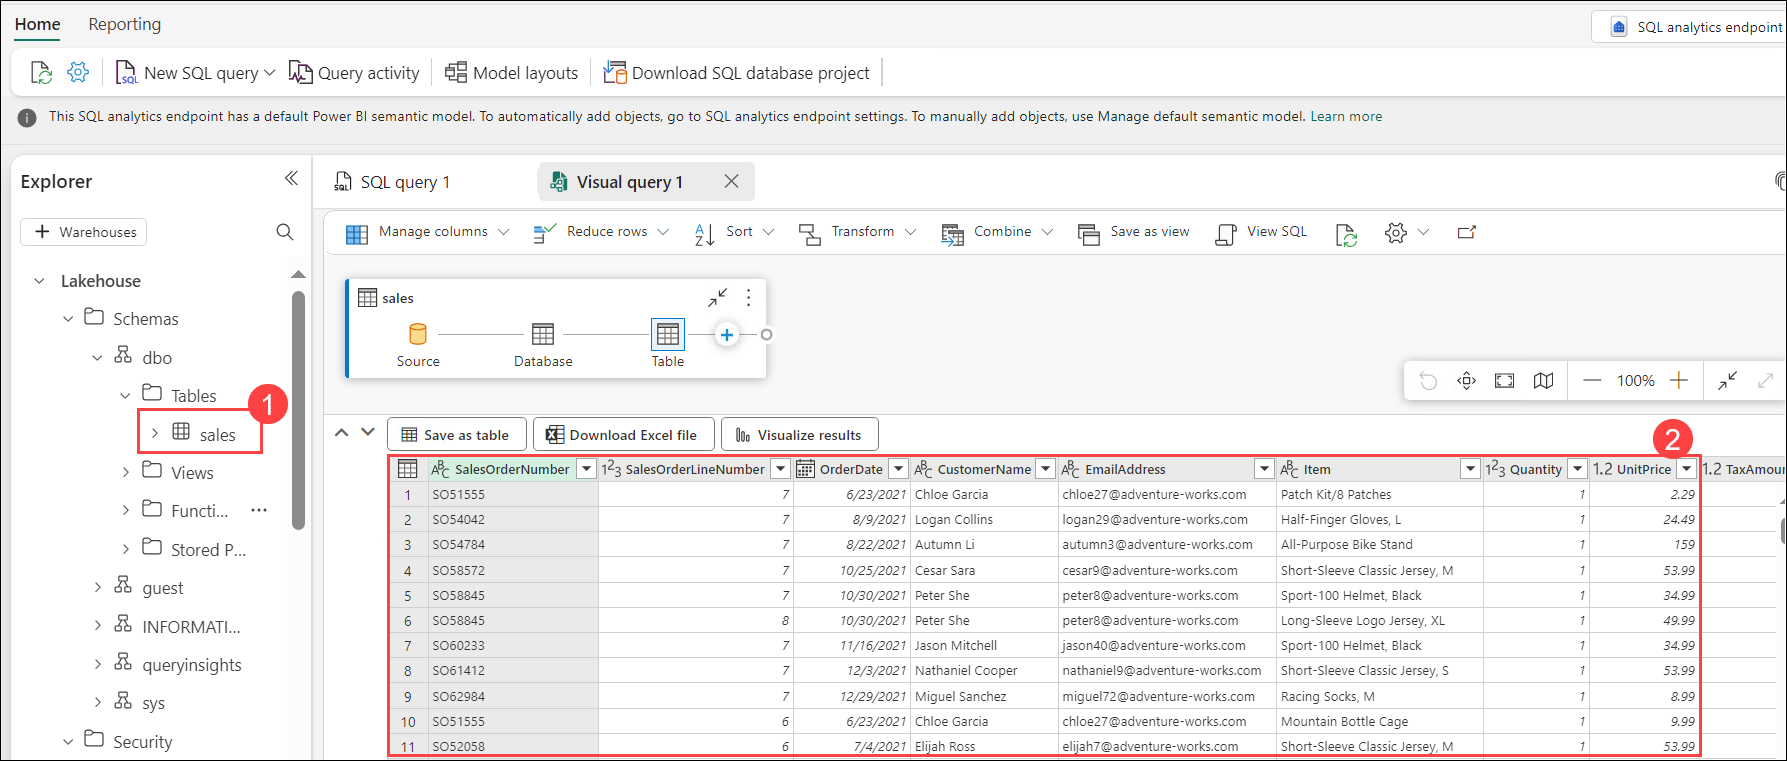 Home Reporting SQL analytics endpoint
SQL New SQL query Query activity Model layouts Download SQL database project
This SQL analytics endpoint has a default Power BI semantic model. To automatically add objects, go to SQL analytics endpoint settings. To manually add objects, use Manage default semantic model. Learn more
Explorer
SQL SQL query 1 Visual query 1
+ Warehouses
Manage columns Reduce rows AZ Sort Transform Combine Save as view View SQL
Lakehouse
Schemas
dbo
Tables
sales
Views
Functi... ...
Stored P...
guest
INFORMATI...
queryinsights
sys
Security
1
sales
Source Database Table
100%
Save as table Download Excel file Visualize results
2
ABC SalesOrderNumber 123 SalesOrderLineNumber OrderDate ABC CustomerName ABC EmailAddress ABC Item 123 Quantity 1.2 UnitPrice 1.2 TaxAmou
1 SO51555 7 6/23/2021 Chloe Garcia chloe27@adventure-works.com Patch Kit/8 Patches 1 2.29
2 SO54042 7 8/9/2021 Logan Collins logan29@adventure-works.com Half-Finger Gloves, L 1 24.49
3 SO54784 7 8/22/2021 Autumn Li autumn3@adventure-works.com All-Purpose Bike Stand 1 159
4 SO58572 7 10/25/2021 Cesar Sara cesar9@adventure-works.com Short-Sleeve Classic Jersey, M 1 53.99
5 SO58845 7 10/30/2021 Peter She peter8@adventure-works.com Sport-100 Helmet, Black 1 34.99
6 SO58845 8 10/30/2021 Peter She peter8@adventure-works.com Long-Sleeve Logo Jersey, XL 1 49.99
7 SO60233 7 11/16/2021 Jason Mitchell jason40@adventure-works.com Sport-100 Helmet, Black 1 34.99
8 SO61412 7 12/3/2021 Nathaniel Cooper nathaniel9@adventure-works.com Short-Sleeve Classic Jersey, S 1 53.99
9 SO62984 7 12/29/2021 Miguel Sanchez miguel72@adventure-works.com Racing Socks, M 1 8.99
10 SO51555 6 6/23/2021 Chloe Garcia chloe27@adventure-works.com Mountain Bottle Cage 1 9.99
11 SO52058 6 7/4/2021 Elijah Ross elijah7@adventure-works.com Short-Sleeve Classic Jersey, M 1 53.99